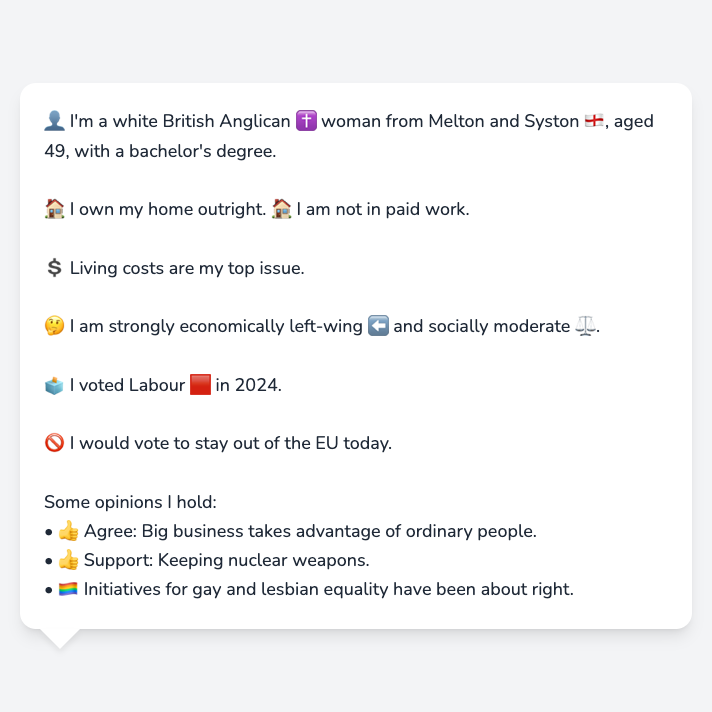 👤 I'm a white British Anglican ✝️ woman from Melton and Syston 🏴󠁧󠁢󠁥󠁮󠁧󠁿, aged
49, with a bachelor's degree.
🏠 I own my home outright. 🏠 I am not in paid work.
💲 Living costs are my top issue.
🤔 I am strongly economically left-wing ⬅️ and socially moderate ⚖️.
🗳️ I voted Labour 🟥 in 2024.
🚫 I would vote to stay out of the EU today.
Some opinions I hold:
• 👍 Agree: Big business takes advantage of ordinary people.
• 👍 Support: Keeping nuclear weapons.
• 🏳️‍🌈 Initiatives for gay and lesbian equality have been about right.